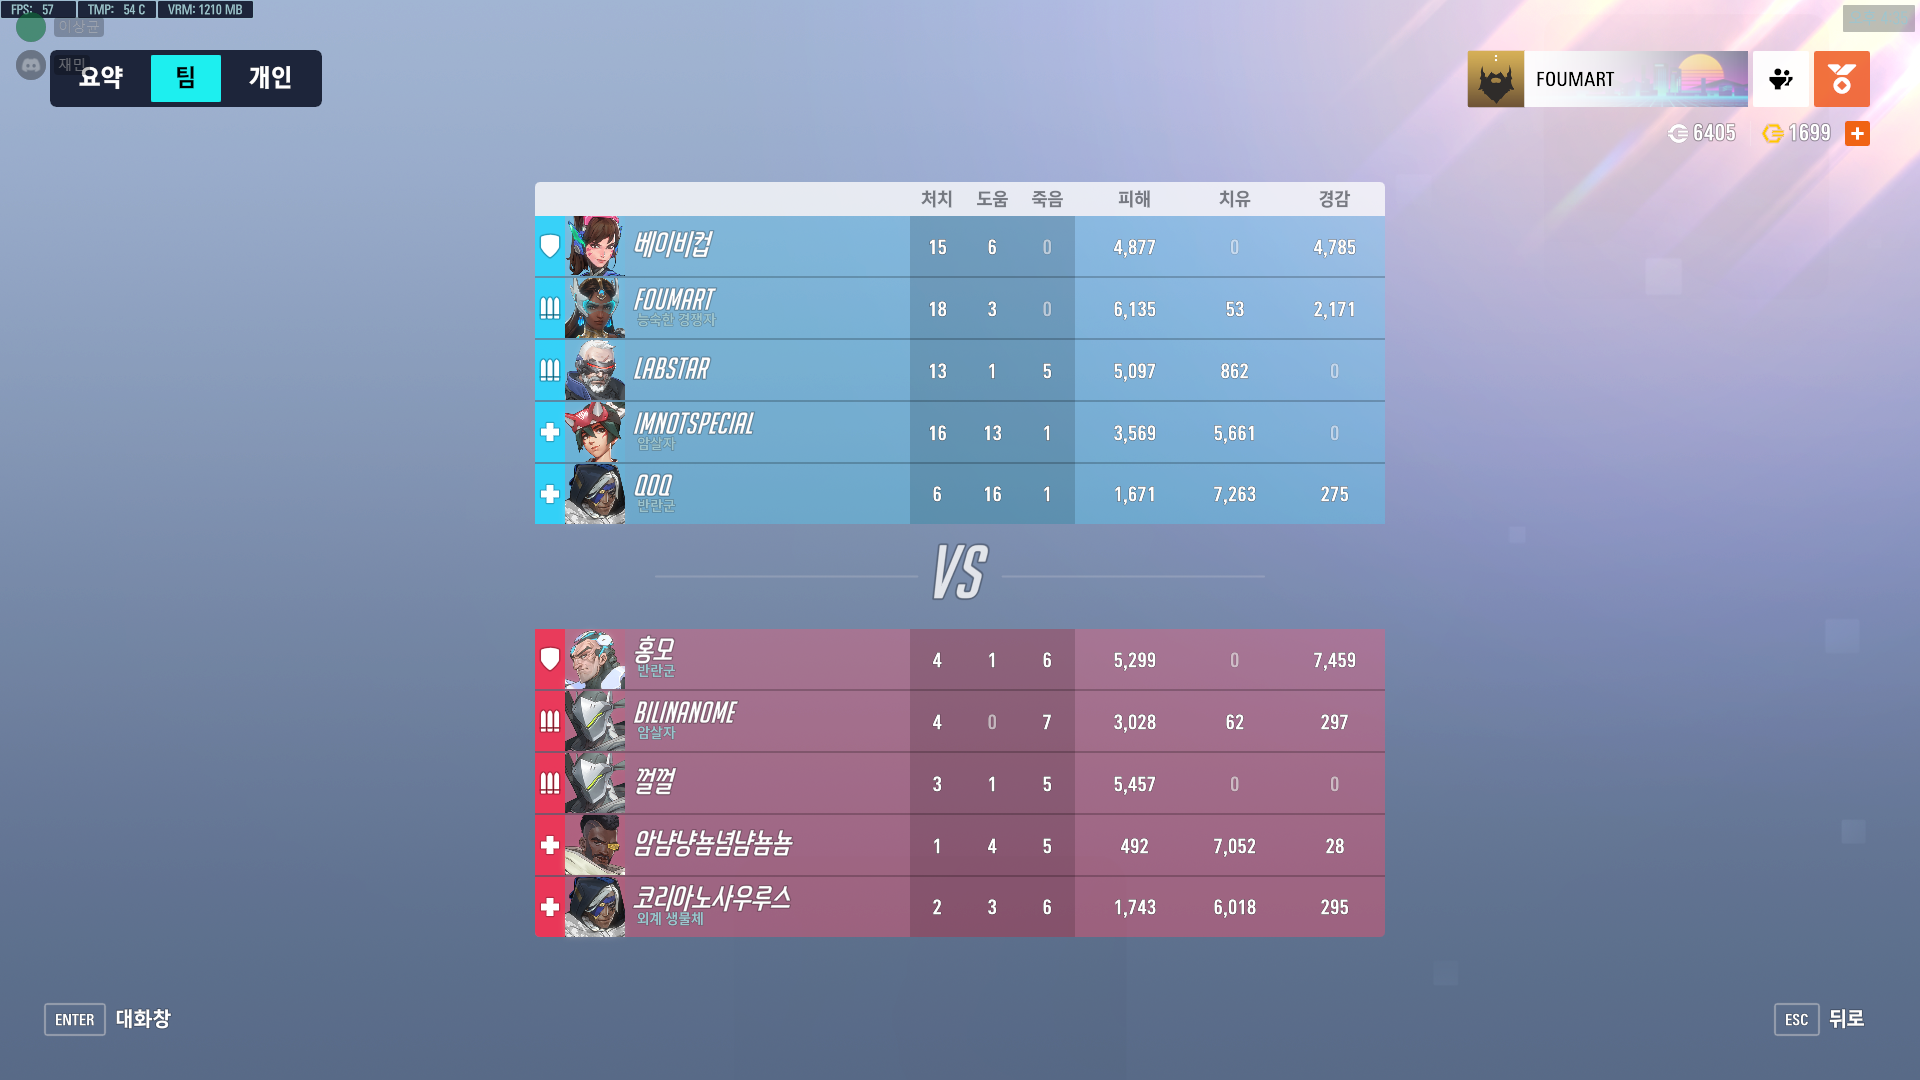 FPS: 57 TMP: 54 C VRM: 1210 MB
이상균
재민
요약 팀 개인
FOUMART
6405 1699
처치 도움 죽음 피해 치유 경감
베이비컵 15 6 0 4,877 0 4,785
FOUMART 18 3 0 6,135 53 2,171
능숙한 경쟁자
LABSTAR 13 1 5 5,097 862 0
IMNOTSPECIAL 16 13 1 3,569 5,661 0
암살자
QOQ 6 16 1 1,671 7,263 275
반란군
VS
홍모 4 1 6 5,299 0 7,459
반란군
BILINANOME 4 0 7 3,028 62 297
암살자
껄껄 3 1 5 5,457 0 0
암냠냥뇸념냠뇸뇸 1 4 5 492 7,052 28
코리아노사우루스 2 3 6 1,743 6,018 295
외계 생물체
ENTER 대화창
ESC 뒤로